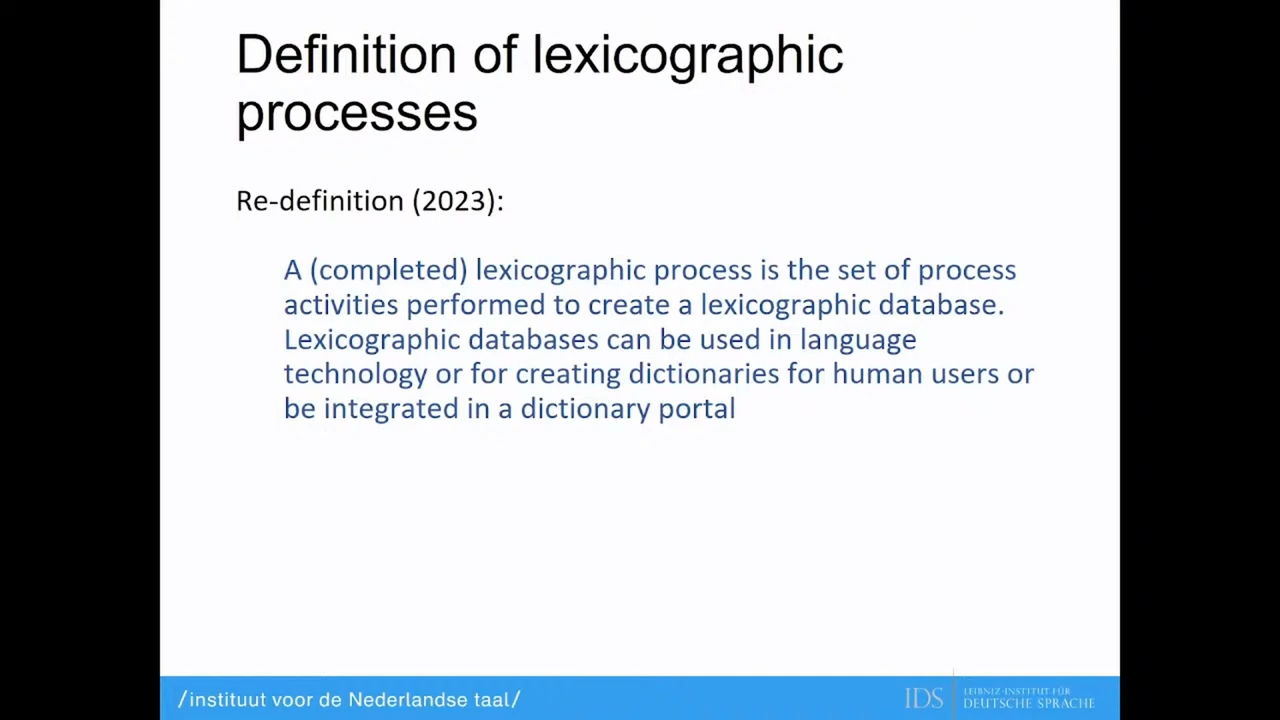 Definition of lexicographic
processes
Re-definition (2023):
A (completed) lexicographic process is the set of process
activities performed to create a lexicographic database.
Lexicographic databases can be used in language
technology or for creating dictionaries for human users or
be integrated in a dictionary portal
/instituut voor de Nederlandse taal/
IDS
LEIBNIZ-INSTITUT FÜR
DEUTSCHE SPRACHE